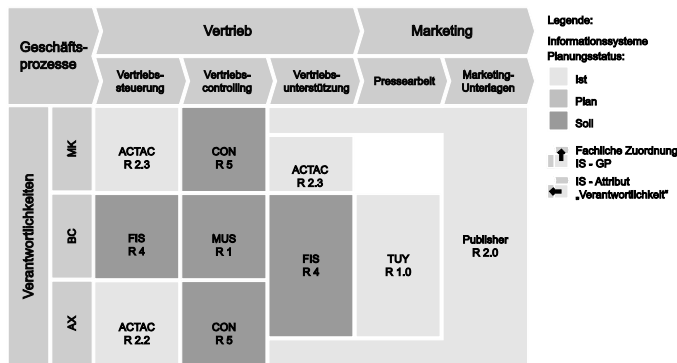 Geschäfts-
prozesse
Vertrieb
Marketing
Vertriebs-
steuerung
Vertriebs-
controlling
Vertriebs-
unterstützung
Pressearbeit
Marketing-
Unterlagen
Verantwortlichkeiten
MK
ACTAC
R 2.3
CON
R 5
ACTAC
R 2.3
BC
FIS
R 4
MUS
R 1
FIS
R 4
TUY
R 1.0
Publisher
R 2.0
AX
ACTAC
R 2.2
CON
R 5
Legende:
Informationssysteme
Planungsstatus:
Ist
Plan
Soll
Fachliche Zuordnung
IS - GP
IS - Attribut
„Verantwortlichkeit"